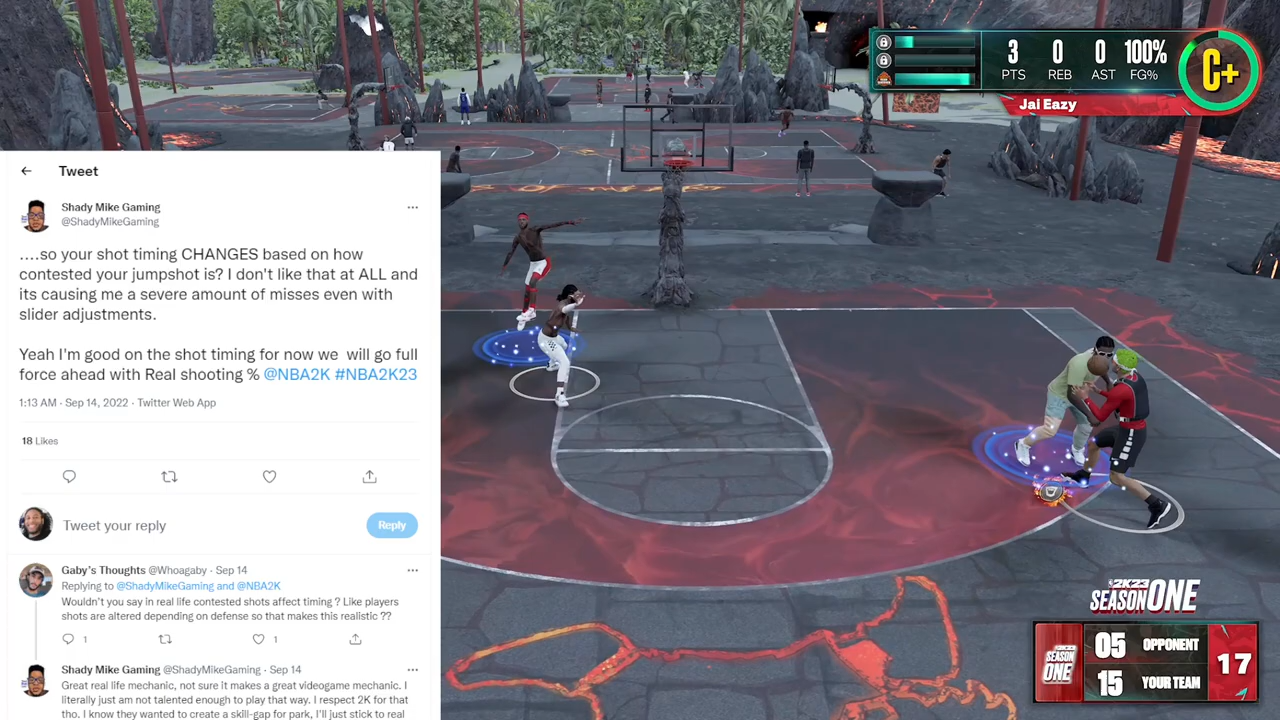 3 0 0 100%
PTS REB AST FG%
C+
Jai Eazy
Tweet
Shady Mike Gaming
@ShadyMikeGaming
....so your shot timing CHANGES based on how
contested your jumpshot is? I don't like that at ALL and
its causing me a severe amount of misses even with
slider adjustments.
Yeah I'm good on the shot timing for now we will go full
force ahead with Real shooting % @NBA2K #NBA2K23
1:13 AM · Sep 14, 2022 · Twitter Web App
18 Likes
Tweet your reply
Reply
Gaby's Thoughts @Whoagaby · Sep 14
Replying to @ShadyMikeGaming and @NBA2K
Wouldn't you say in real life contested shots affect timing ? Like players
shots are altered depending on defense so that makes this realistic ??
1 1
Shady Mike Gaming @ShadyMikeGaming · Sep 14
Great real life mechanic, not sure it makes a great videogame mechanic. I
literally just am not talented enough to play that way. I respect 2K for that
tho. I know they wanted to create a skill-gap for park, I'll just stick to real
2K23
SEASON ONE
SEASON
ONE
05 OPPONENT
15 YOUR TEAM
17